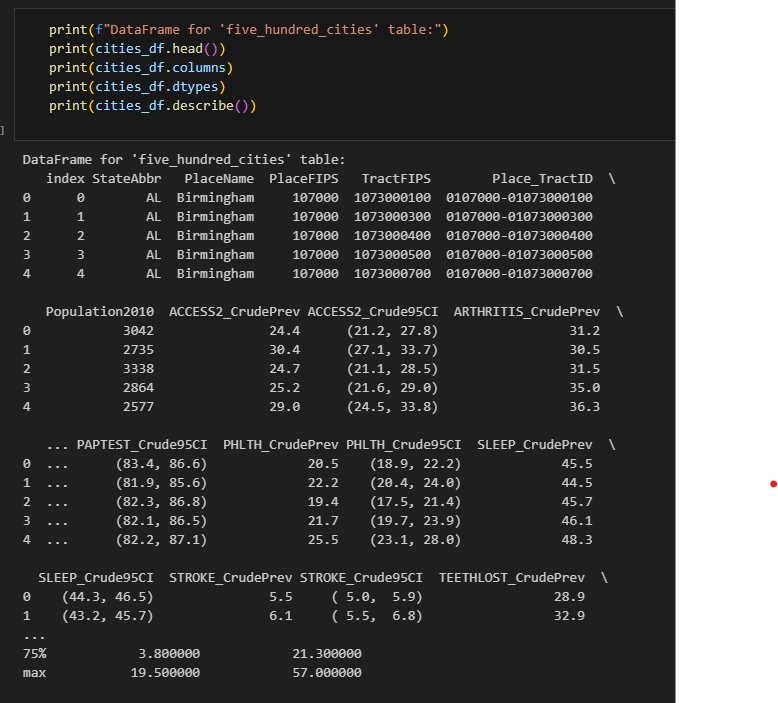 print(f"DataFrame for 'five_hundred_cities' table:")
print(cities_df.head())
print(cities_df.columns)
print(cities_df.dtypes)
print(cities_df.describe())
]
DataFrame for 'five_hundred_cities' table:
   index StateAbbr   PlaceName  PlaceFIPS   TractFIPS        Place_TractID  \
0      0        AL  Birmingham     107000  1073000100  0107000-01073000100
1      1        AL  Birmingham     107000  1073000300  0107000-01073000300
2      2        AL  Birmingham     107000  1073000400  0107000-01073000400
3      3        AL  Birmingham     107000  1073000500  0107000-01073000500
4      4        AL  Birmingham     107000  1073000700  0107000-01073000700
   Population2010  ACCESS2_CrudePrev ACCESS2_Crude95CI  ARTHRITIS_CrudePrev  \
0            3042               24.4      (21.2, 27.8)                 31.2
1            2735               30.4      (27.1, 33.7)                 30.5
2            3338               24.7      (21.1, 28.5)                 31.5
3            2864               25.2      (21.6, 29.0)                 35.0
4            2577               29.0      (24.5, 33.8)                 36.3
   ... PAPTEST_Crude95CI  PHLTH_CrudePrev PHLTH_Crude95CI  SLEEP_CrudePrev  \
0  ...      (83.4, 86.6)             20.5    (18.9, 22.2)             45.5
1  ...      (81.9, 85.6)             22.2    (20.4, 24.0)             44.5
2  ...      (82.3, 86.8)             19.4    (17.5, 21.4)             45.7
3  ...      (82.1, 86.5)             21.7    (19.7, 23.9)             46.1
4  ...      (82.2, 87.1)             25.5    (23.1, 28.0)             48.3
  SLEEP_Crude95CI  STROKE_CrudePrev STROKE_Crude95CI  TEETHLOST_CrudePrev  \
0    (44.3, 46.5)               5.5     ( 5.0,  5.9)                 28.9
1    (43.2, 45.7)               6.1     ( 5.5,  6.8)                 32.9
...
75%            3.800000            21.300000
max           19.500000            57.000000